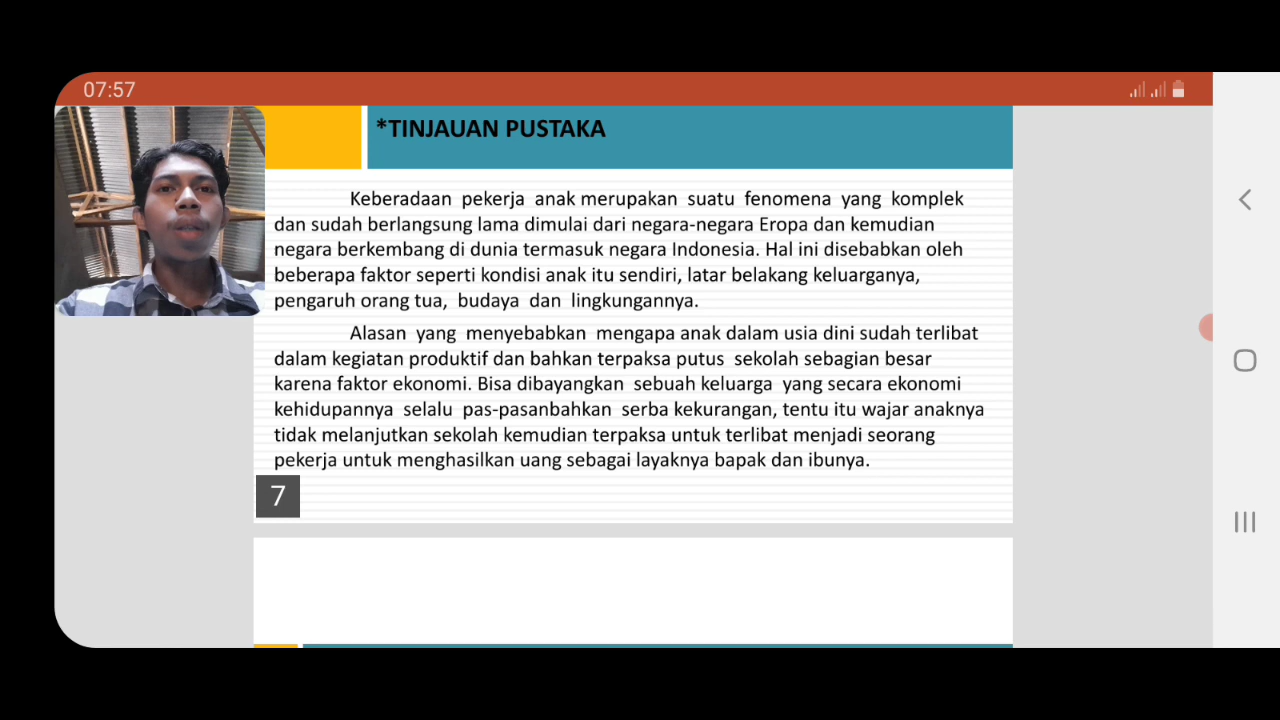 07:57
*TINJAUAN PUSTAKA
Keberadaan pekerja anak merupakan suatu fenomena yang komplek
dan sudah berlangsung lama dimulai dari negara-negara Eropa dan kemudian
negara berkembang di dunia termasuk negara Indonesia. Hal ini disebabkan oleh
beberapa faktor seperti kondisi anak itu sendiri, latar belakang keluarganya,
pengaruh orang tua, budaya dan lingkungannya.
Alasan yang menyebabkan mengapa anak dalam usia dini sudah terlibat
dalam kegiatan produktif dan bahkan terpaksa putus sekolah sebagian besar
karena faktor ekonomi. Bisa dibayangkan sebuah keluarga yang secara ekonomi
kehidupannya selalu pas-pasanbahkan serba kekurangan, tentu itu wajar anaknya
tidak melanjutkan sekolah kemudian terpaksa untuk terlibat menjadi seorang
pekerja untuk menghasilkan uang sebagai layaknya bapak dan ibunya.
7